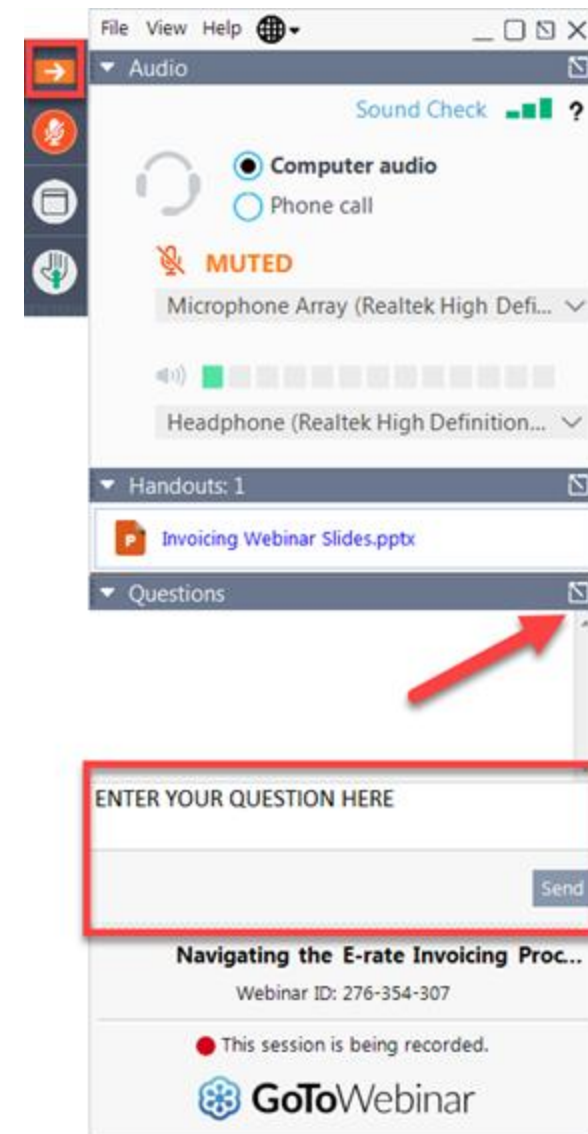 File View Help
Audio
Sound Check ?
Computer audio
Phone call
MUTED
Microphone Array (Realtek High Defi...
Headphone (Realtek High Definition...
Handouts: 1
P Invoicing Webinar Slides.pptx
Questions
ENTER YOUR QUESTION HERE
Send
Navigating the E-rate Invoicing Proc...
Webinar ID: 276-354-307
This session is being recorded.
GoToWebinar